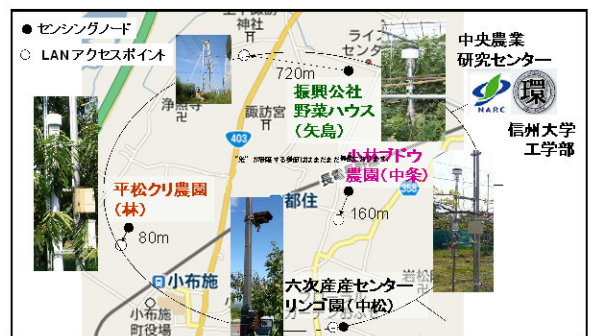 ● センシングノード
○ LANアクセスポイント
神社
ライ
センタ
中央農業
研究センター
NARC
環
信州大学
工学部
720m
浄照寺
諏訪宮
振興公社
野菜ハウス
(矢島)
403
小林ブドウ
農園(中条)
358
平松クリ農園
(林)
都住
160m
80m
小布施
六次産産センター
リンゴ園(中松)
岩松
小布施
町役場